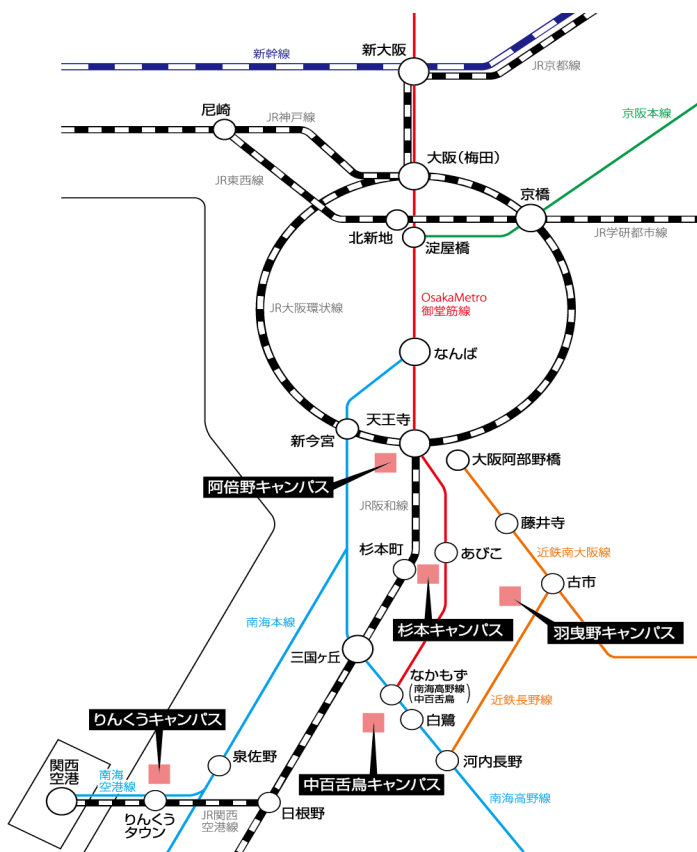 新大阪
新幹線
JR京都線
尼崎
JR神戸線
京阪本線
大阪(梅田)
JR東西線
京橋
北新地
淀屋橋
JR学研都市線
OsakaMetro
御堂筋線
JR大阪環状線
なんば
天王寺
新今宮
大阪阿部野橋
阿倍野キャンパス
JR阪和線
藤井寺
杉本町
あびこ
近鉄南大阪線
古市
南海本線
杉本キャンパス
羽曳野キャンパス
三国ヶ丘
なかもず
(南海高野線)
中百舌鳥
近鉄長野線
りんくうキャンパス
白鷺
泉佐野
河内長野
関西
空港
南海
空港線
中百舌鳥キャンパス
南海高野線
りんくう
タウン
JR関西
空港線
日根野